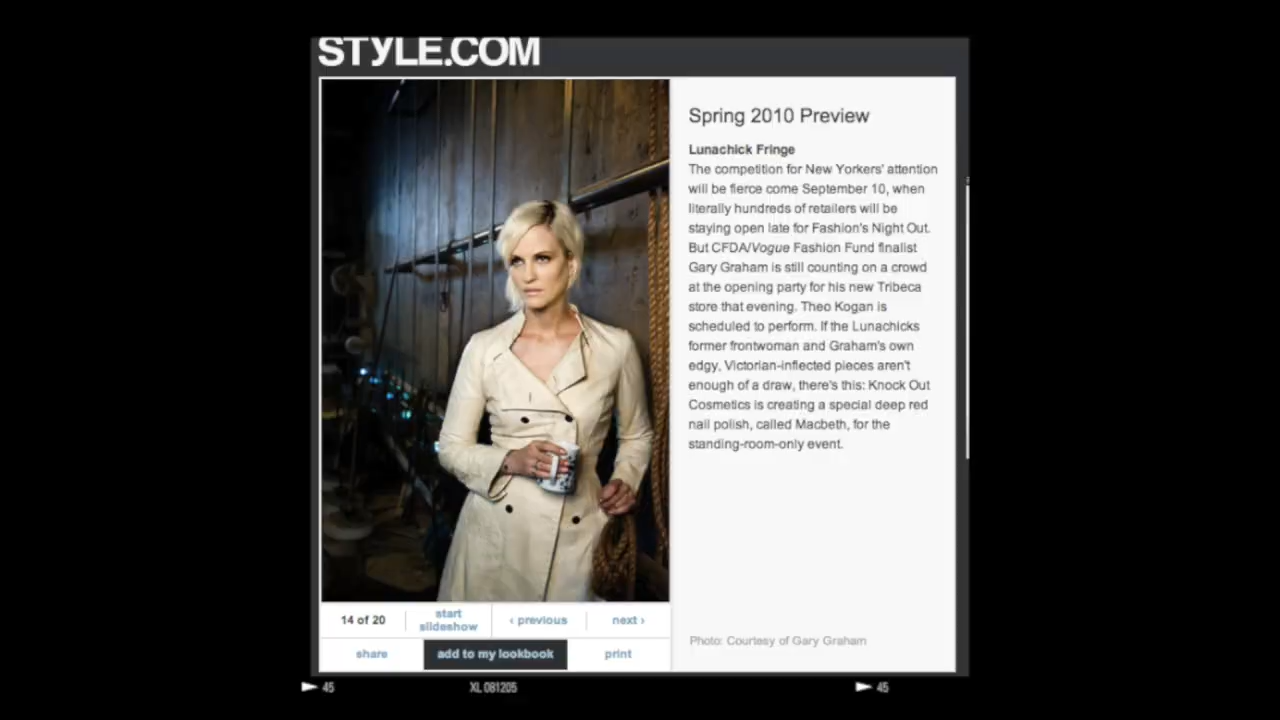 STYLE.COM
Spring 2010 Preview
Lunachick Fringe
The competition for New Yorkers' attention
will be fierce come September 10, when
literally hundreds of retailers will be
staying open late for Fashion's Night Out.
But CFDA/Vogue Fashion Fund finalist
Gary Graham is still counting on a crowd
at the opening party for his new Tribeca
store that evening. Theo Kogan is
scheduled to perform. If the Lunachicks
former frontwoman and Graham's own
edgy, Victorian-inflected pieces aren't
enough of a draw, there's this: Knock Out
Cosmetics is creating a special deep red
nail polish, called Macbeth, for the
standing-room-only event.
Photo: Courtesy of Gary Graham
14 of 20
start
slideshow
‹ previous
next ›
share
add to my lookbook
print
45
XL 081205
45